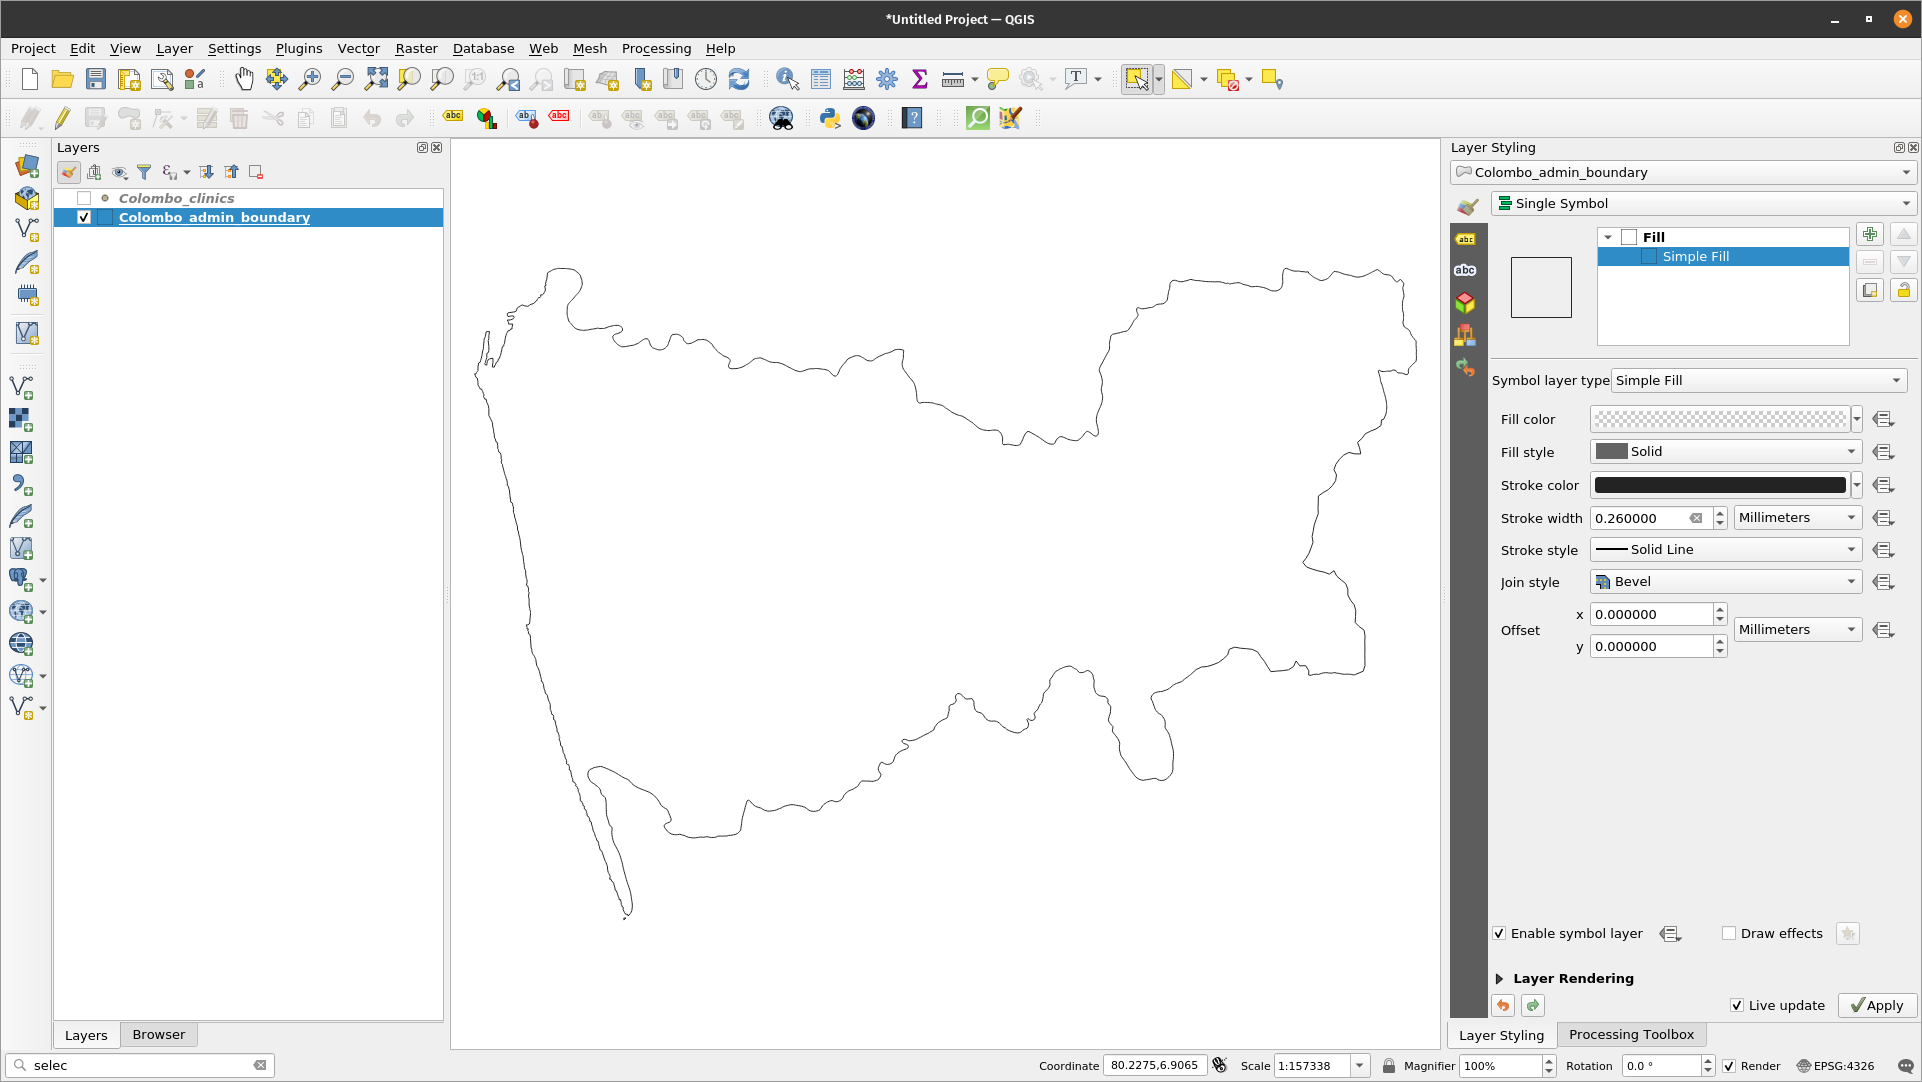 *Untitled Project — QGIS
Project Edit View Layer Settings Plugins Vector Raster Database Web Mesh Processing Help
Layers
Colombo_clinics
Colombo_admin_boundary
Layers Browser
selec
Layer Styling
Colombo_admin_boundary
Single Symbol
Fill
Simple Fill
Symbol layer type Simple Fill
Fill color
Fill style Solid
Stroke color
Stroke width 0.260000 Millimeters
Stroke style Solid Line
Join style Bevel
Offset x 0.000000 Millimeters
y 0.000000
Enable symbol layer Draw effects
Layer Rendering
Live update Apply
Layer Styling Processing Toolbox
Coordinate 80.2275,6.9065 Scale 1:157338 Magnifier 100% Rotation 0.0 ° Render EPSG:4326